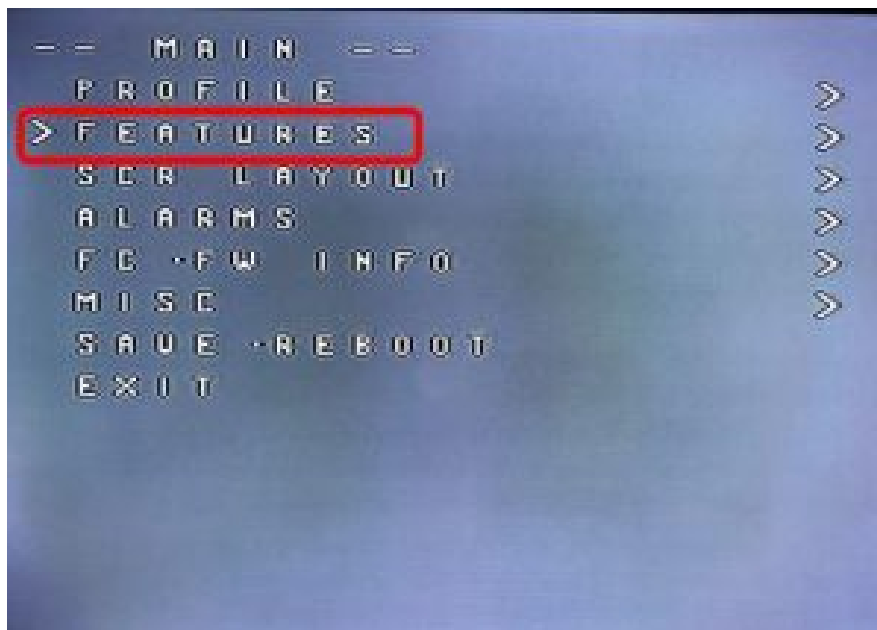 -- MAIN --
PROFILE >
> FEATURES >
SCR LAYOUT >
ALARMS >
FC-FW INFO >
MISC >
SAVE-REBOOT
EXIT